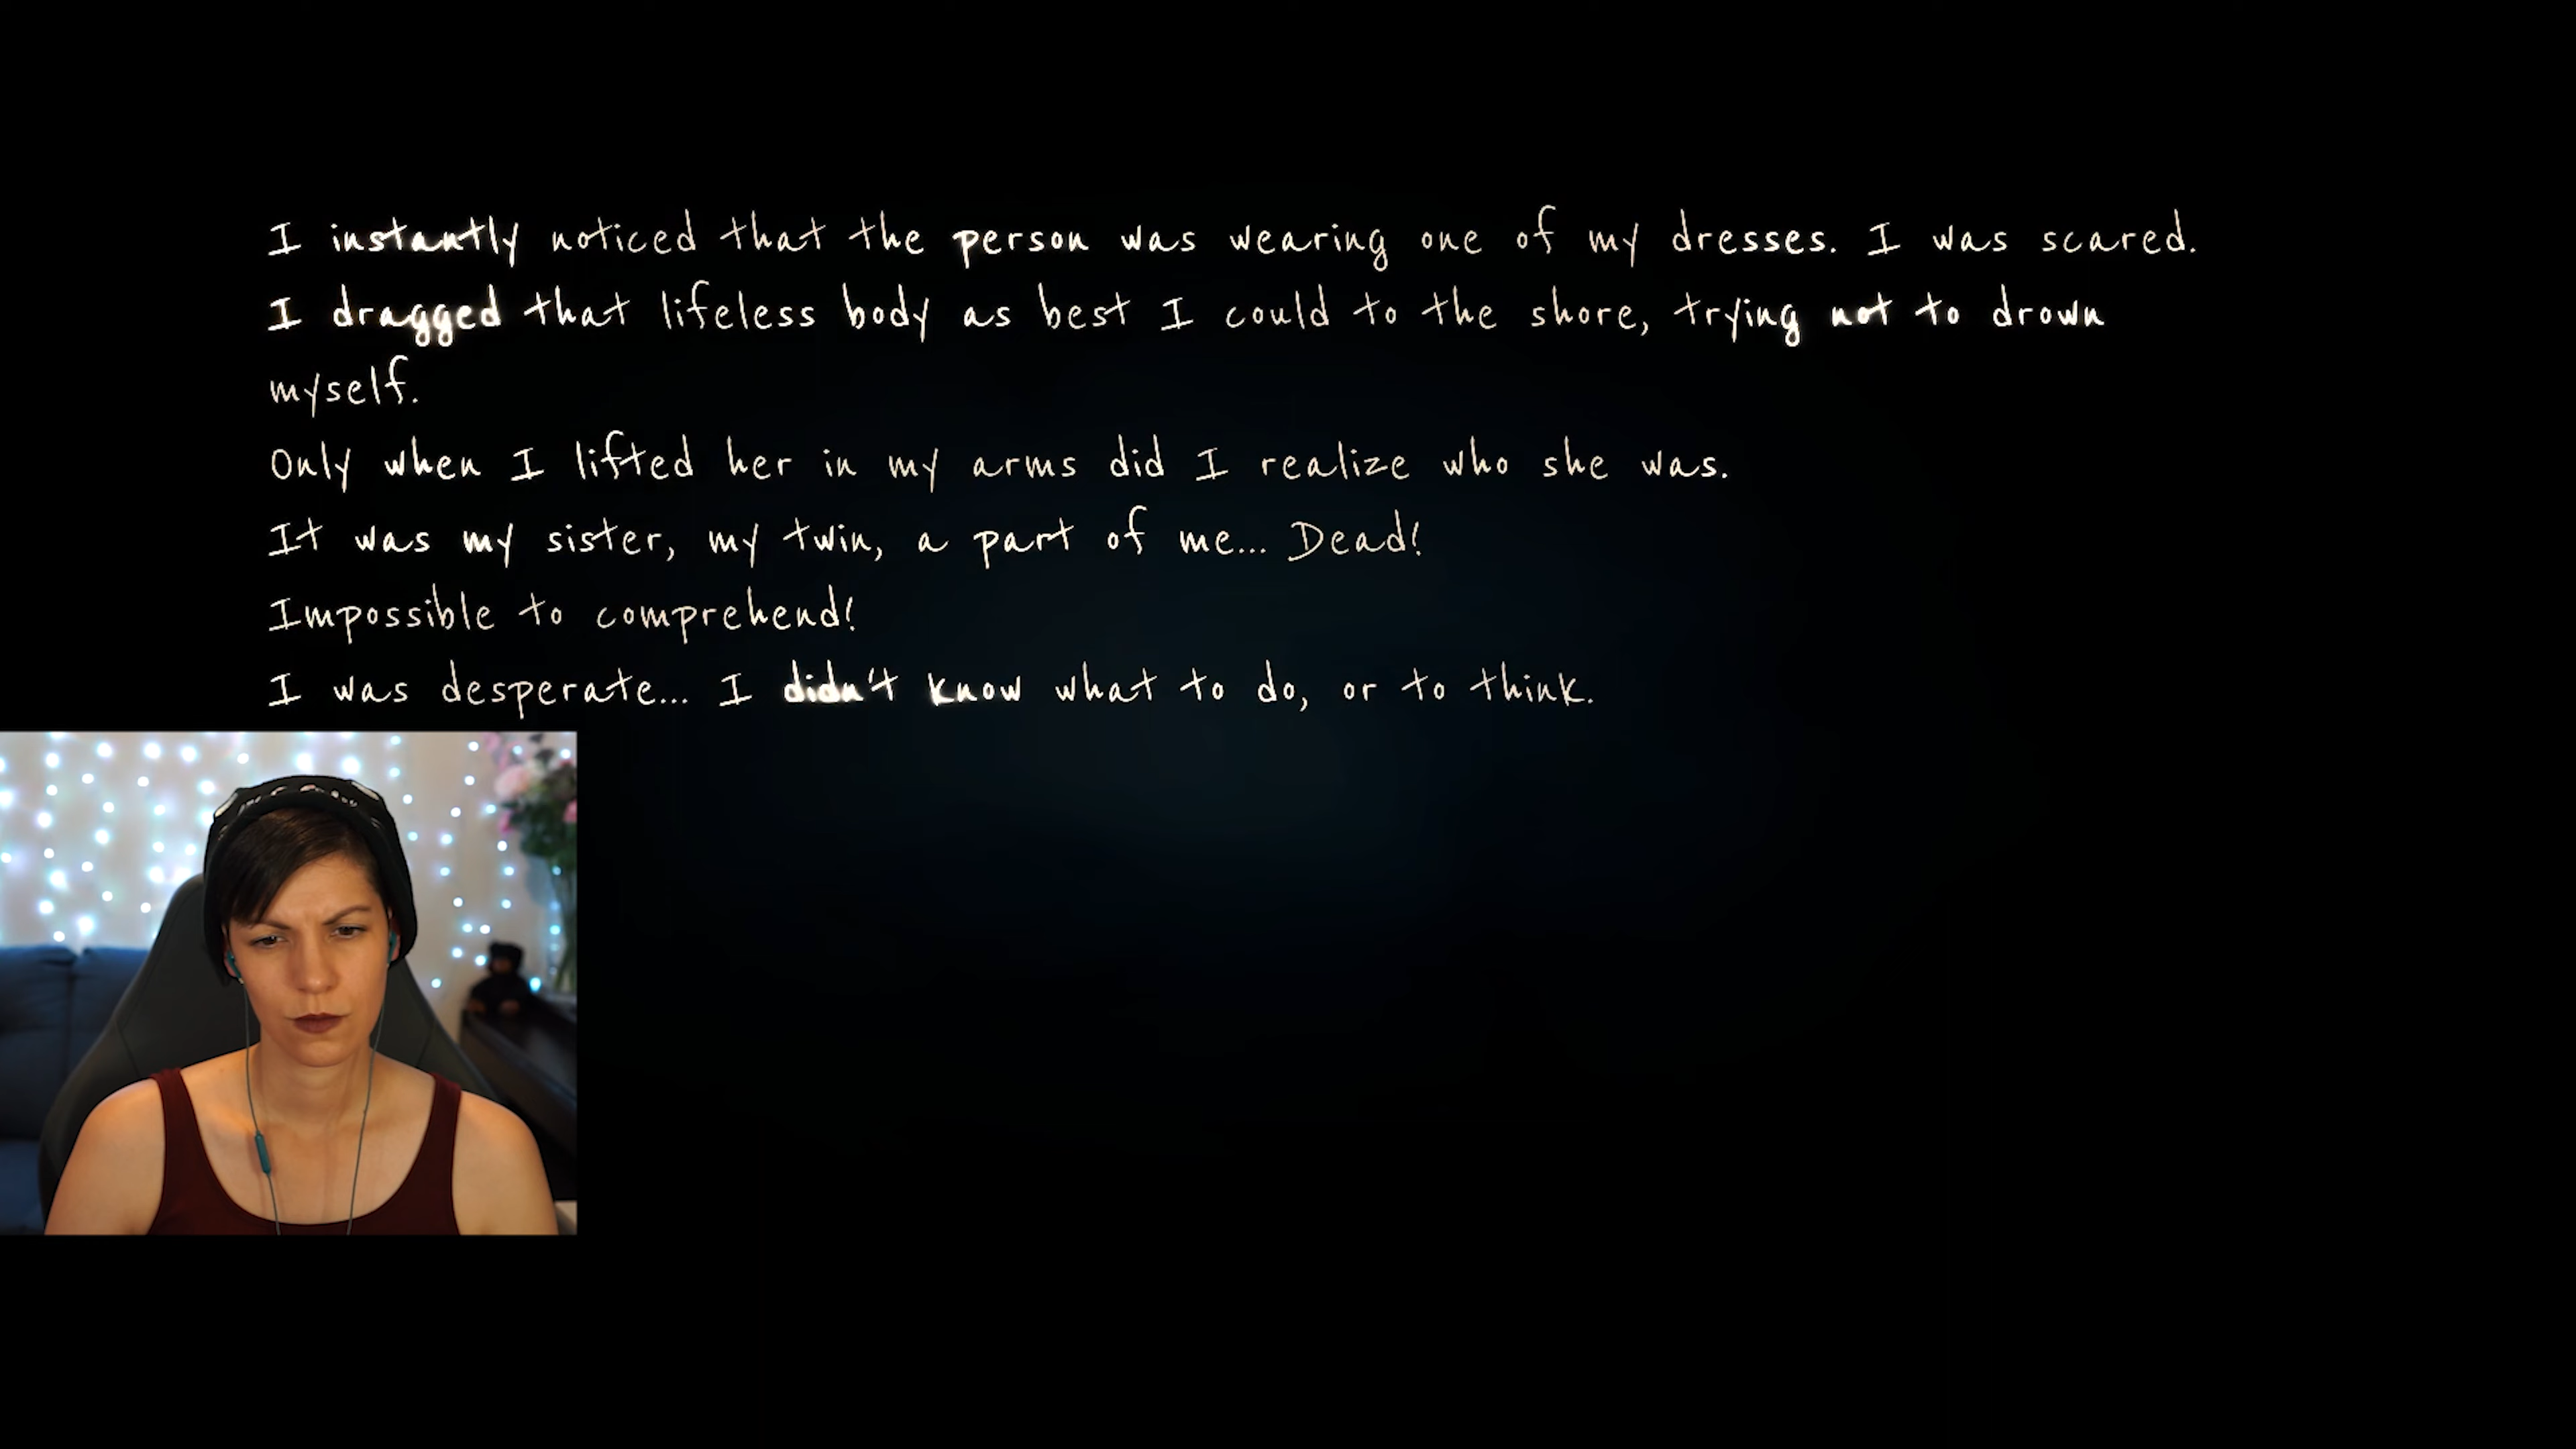 I instantly noticed that the person was wearing one of my dresses. I was scared.
I dragged that lifeless body as best I could to the shore, trying not to drown
myself.
Only when I lifted her in my arms did I realize who she was.
It was my sister, my twin, a part of me... Dead!
Impossible to comprehend!
I was desperate... I didn't know what to do, or to think.